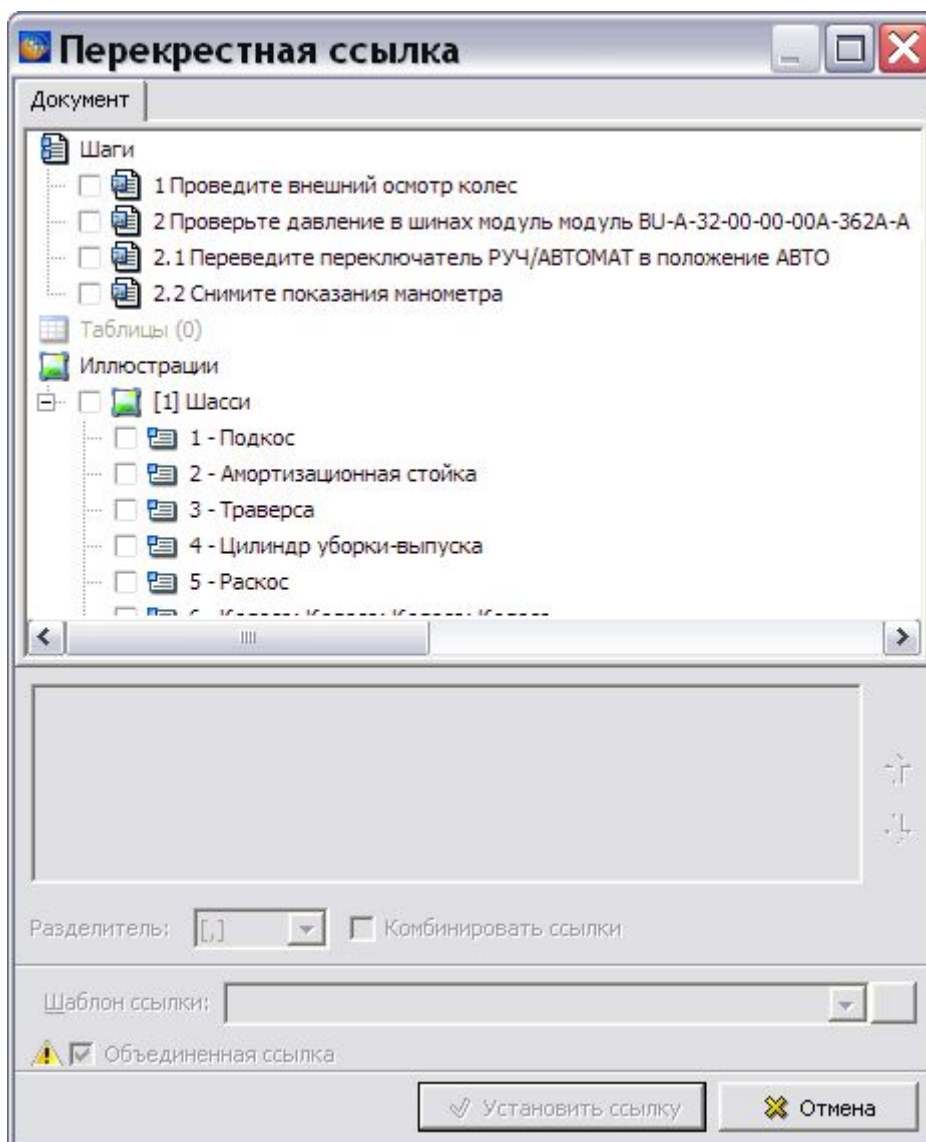 Перекрестная ссылка
Документ
Шаги
1 Проведите внешний осмотр колес
2 Проверьте давление в шинах модуль модуль BU-A-32-00-00-00A-362A-A
2.1 Переведите переключатель РУЧ/АВТОМАТ в положение АВТО
2.2 Снимите показания манометра
Таблицы (0)
Иллюстрации
[1] Шасси
1 - Подкос
2 - Амортизационная стойка
3 - Траверса
4 - Цилиндр уборки-выпуска
5 - Раскос
Разделитель: [,] Комбинировать ссылки
Шаблон ссылки:
Объединенная ссылка
Установить ссылку Отмена